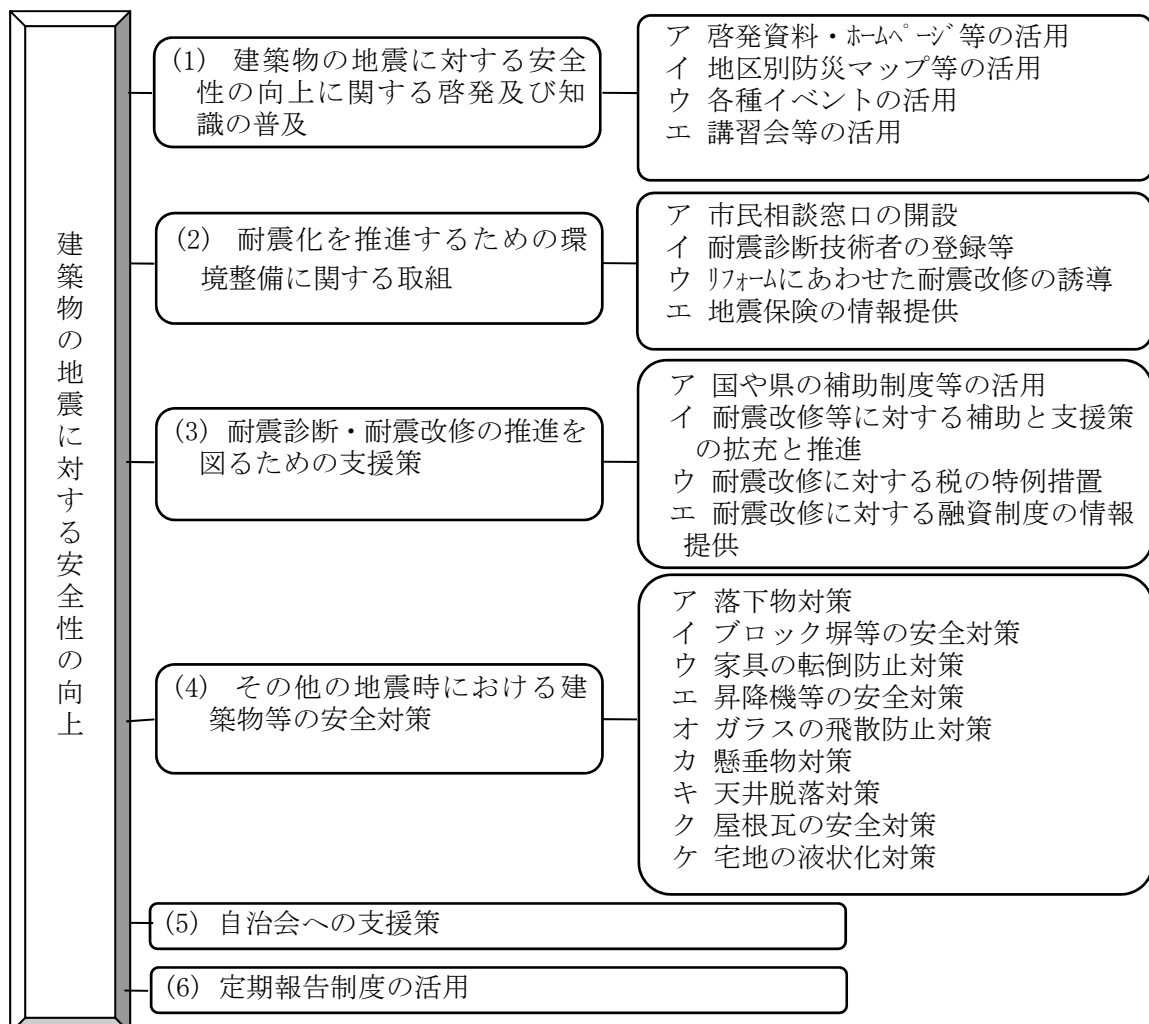 建築物の地震に対する安全性の向上
(1) 建築物の地震に対する安全
性の向上に関する啓発及び知
識の普及
ア 啓発資料・ﾎｰﾑﾍﾟｰｼﾞ等の活用
イ 地区別防災マップ等の活用
ウ 各種イベントの活用
エ 講習会等の活用
(2) 耐震化を推進するための環
境整備に関する取組
ア 市民相談窓口の開設
イ 耐震診断技術者の登録等
ウ ﾘﾌｫｰﾑにあわせた耐震改修の誘導
エ 地震保険の情報提供
(3) 耐震診断・耐震改修の推進を
図るための支援策
ア 国や県の補助制度等の活用
イ 耐震改修等に対する補助と支援策
の拡充と推進
ウ 耐震改修に対する税の特例措置
エ 耐震改修に対する融資制度の情報
提供
(4) その他の地震時における建
築物等の安全対策
ア 落下物対策
イ ブロック塀等の安全対策
ウ 家具の転倒防止対策
エ 昇降機等の安全対策
オ ガラスの飛散防止対策
カ 懸垂物対策
キ 天井脱落対策
ク 屋根瓦の安全対策
ケ 宅地の液状化対策
(5) 自治会への支援策
(6) 定期報告制度の活用